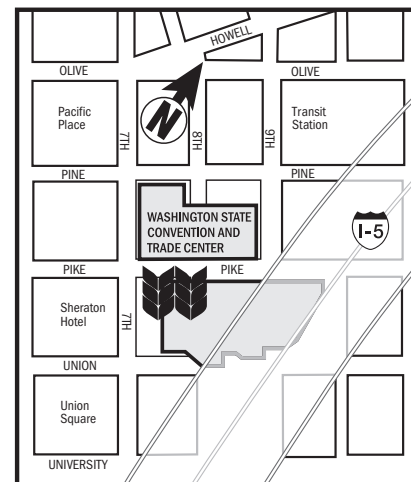 HOWELL
OLIVE
OLIVE
Pacific
Place
7TH
N
8TH
9TH
Transit
Station
PINE
PINE
WASHINGTON STATE
CONVENTION AND
TRADE CENTER
I-5
PIKE
PIKE
Sheraton
Hotel
7TH
UNION
Union
Square
UNIVERSITY